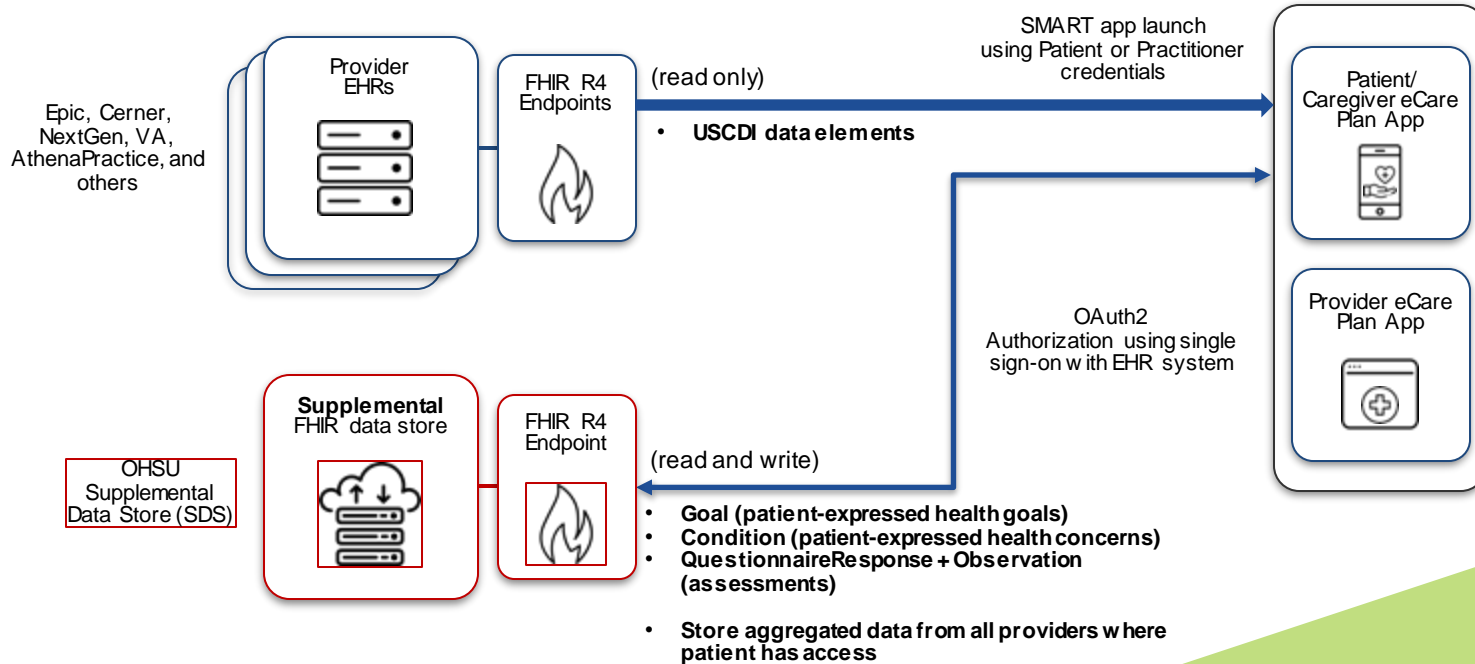 Epic, Cerner,
NextGen, VA,
AthenaPractice, and
others
Provider
EHRs
FHIR R4
Endpoints
(read only)
• USCDI data elements
SMART app launch
using Patient or Practitioner
credentials
Patient/
Caregiver eCare
Plan App
Provider eCare
Plan App
OAuth2
Authorization using single
sign-on with EHR system
OHSU
Supplemental
Data Store (SDS)
Supplemental
FHIR data store
FHIR R4
Endpoint
(read and write)
• Goal (patient-expressed health goals)
• Condition (patient-expressed health concerns)
• QuestionnaireResponse + Observation
(assessments)
• Store aggregated data from all providers where
patient has access